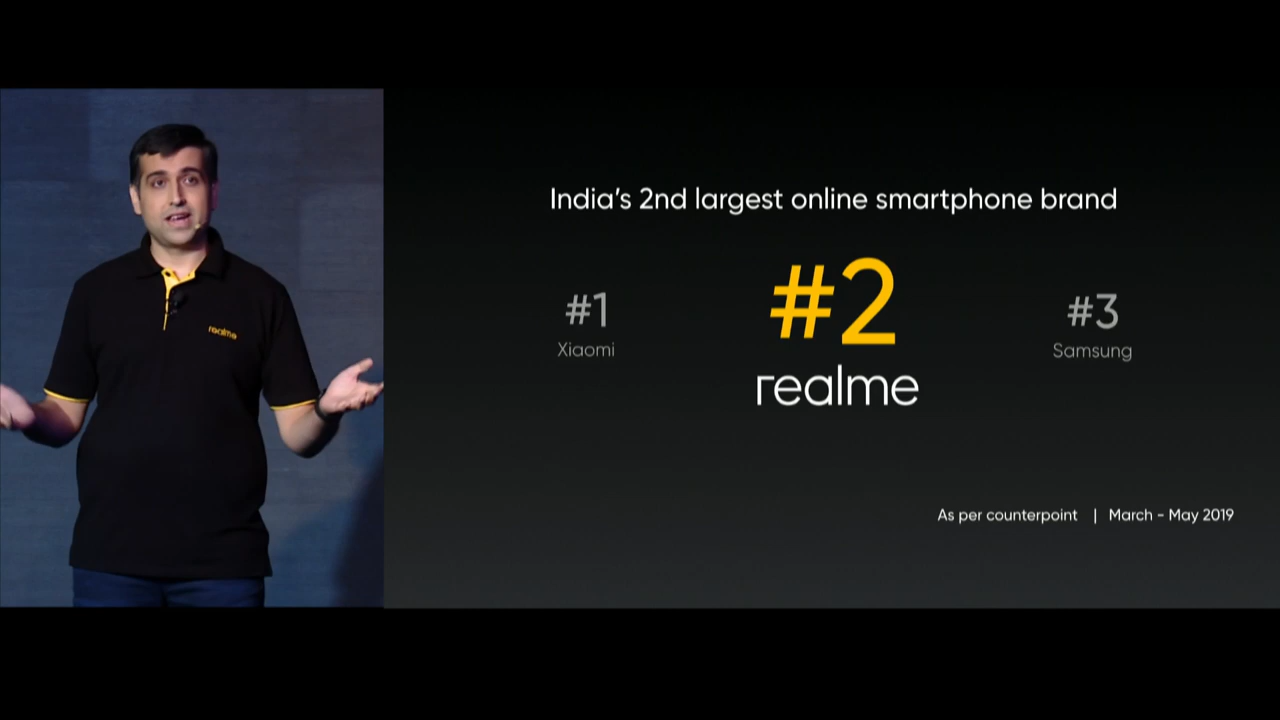 India's 2nd largest online smartphone brand
#1
Xiaomi
#2
realme
#3
Samsung
As per counterpoint | March - May 2019
realme